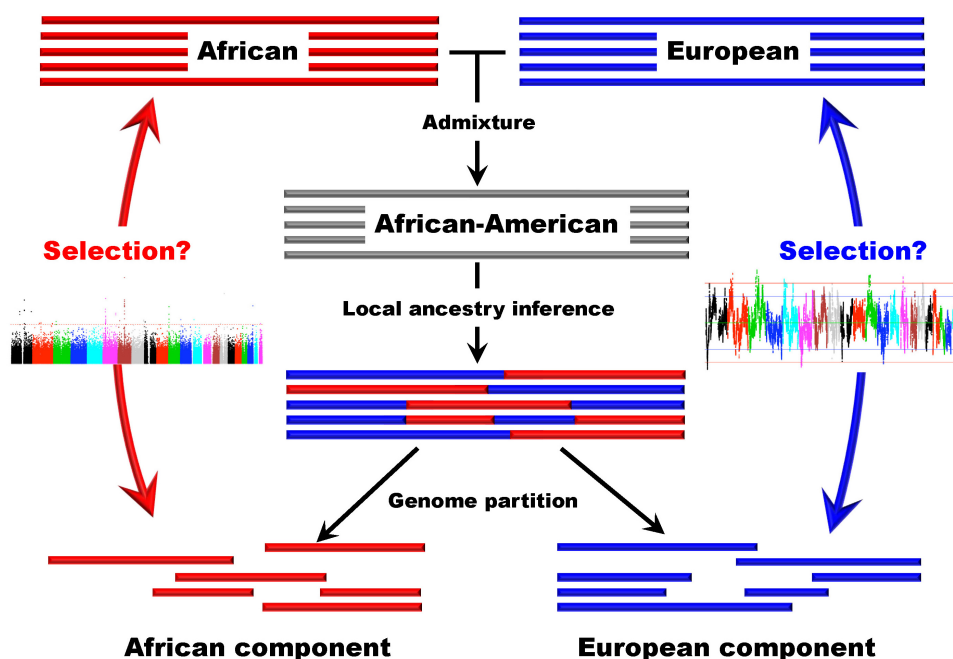 African
European
Admixture
African-American
Selection?
Selection?
Local ancestry inference
Genome partition
African component
European component